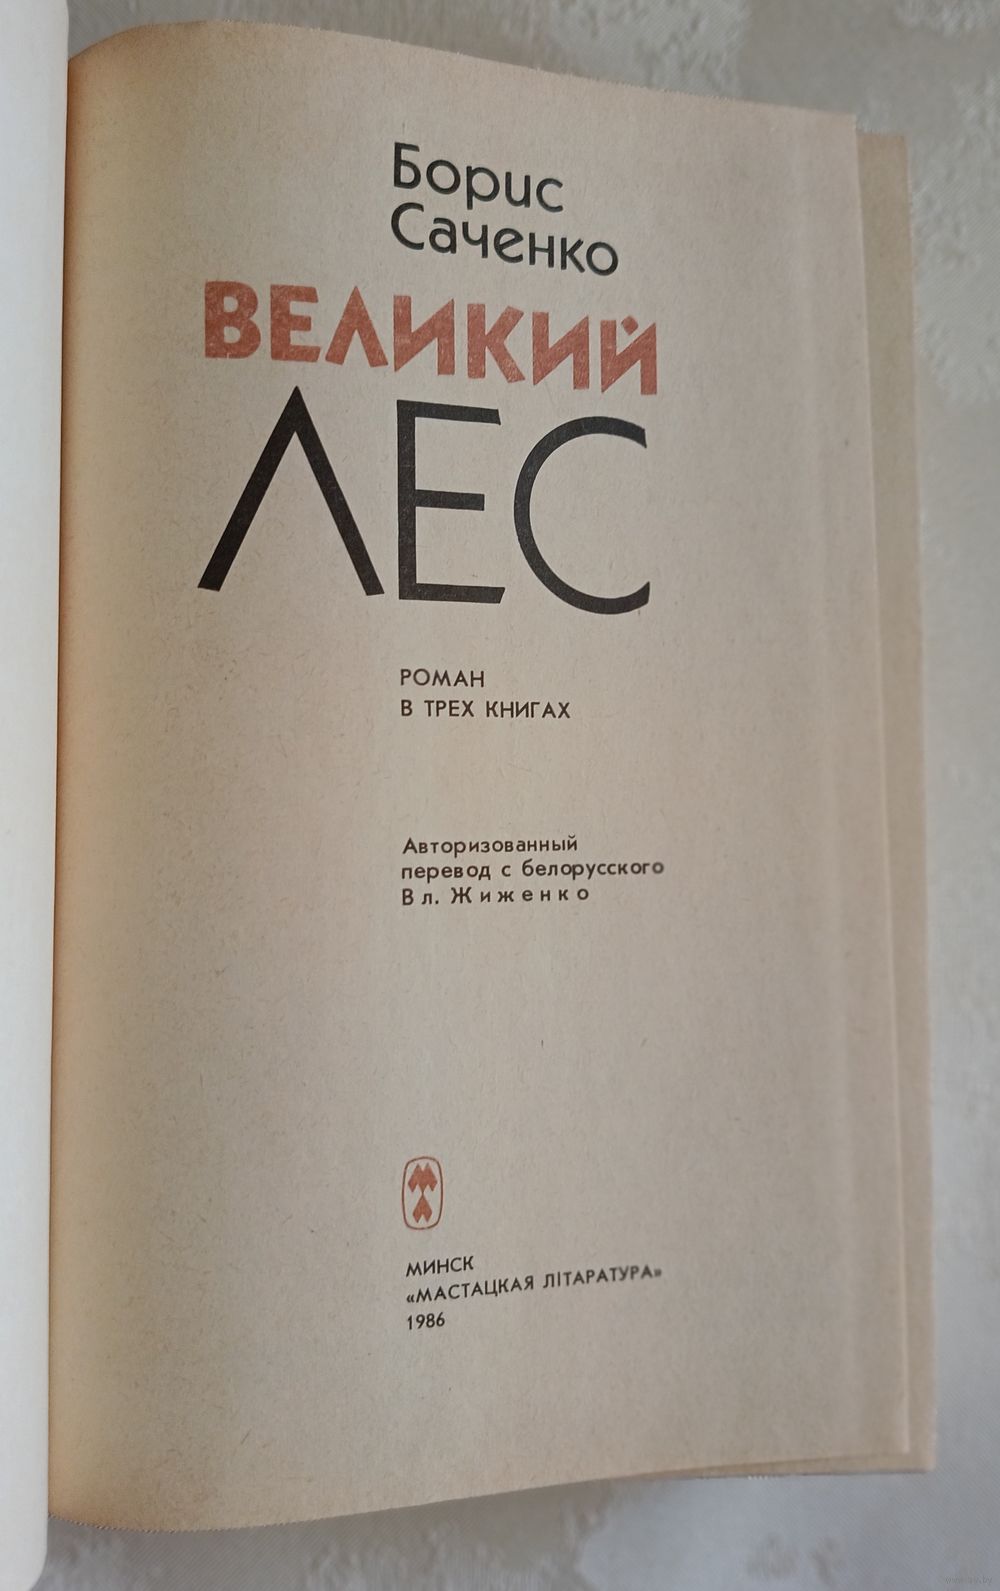 Борис
Саченко
ВЕЛИКИЙ
ЛЕС
РОМАН
В ТРЕХ КНИГАХ
Авторизованный
перевод с белорусского
Вл. Жиженко
МИНСК
«МАСТАЦКАЯ ЛІТАРАТУРА»
1986